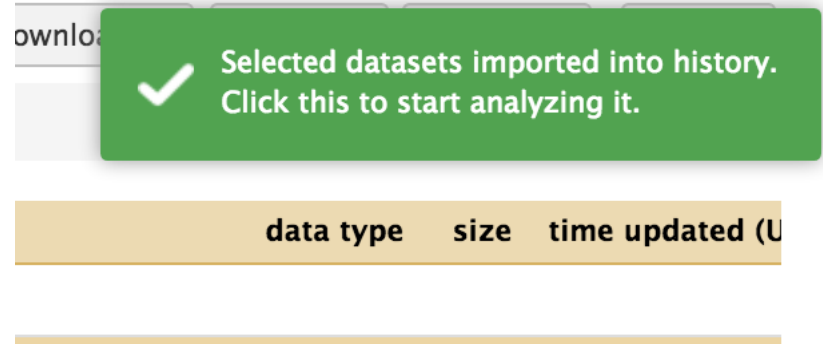 ownloa
Selected datasets imported into history.
Click this to start analyzing it.
data type size time updated (U